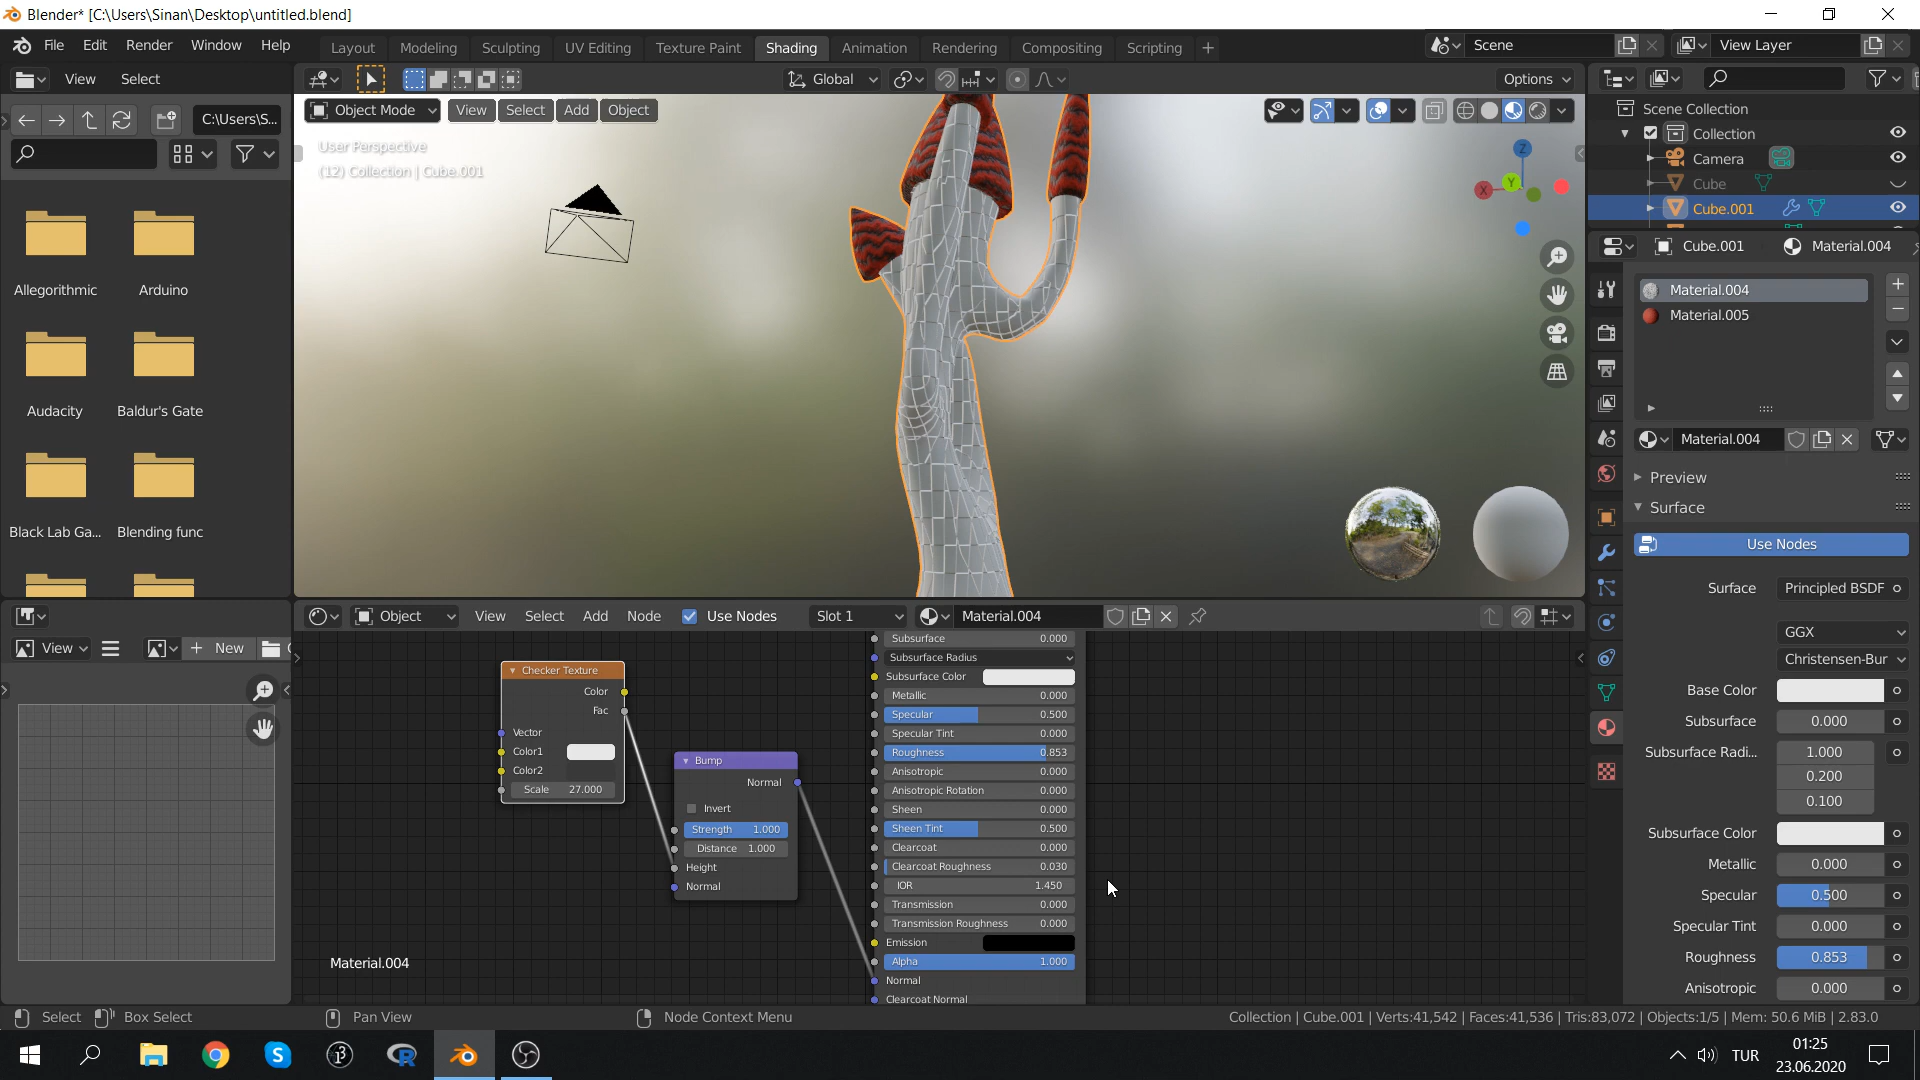 Blender* [C:\Users\Sinan\Desktop\untitled.blend]
File Edit Render Window Help Layout Modeling Sculpting UV Editing Texture Paint Shading Animation Rendering Compositing Scripting + Scene View Layer
View Select Global Options
Object Mode View Select Add Object
C:\Users\S...
User Perspective
(12) Collection | Cube.001
Z
X
Y
Allegorithmic Arduino
Audacity Baldur's Gate
Black Lab Ga... Blending func
Scene Collection
Collection
Camera
Cube
Cube.001
Cube.001 Material.004
Material.004
Material.005
Material.004
Preview
Surface
Use Nodes
Surface Principled BSDF
GGX
Christensen-Bur
Base Color
Subsurface 0.000
Subsurface Radi... 1.000
0.200
0.100
Subsurface Color
Metallic 0.000
Specular 0.500
Specular Tint 0.000
Roughness 0.853
Anisotropic 0.000
View + New
Object View Select Add Node Use Nodes Slot 1 Material.004
Checker Texture
Color
Fac
Vector
Color1
Color2
Scale 27.000
Bump
Normal
Invert
Strength 1.000
Distance 1.000
Height
Normal
Subsurface 0.000
Subsurface Radius
Subsurface Color
Metallic 0.000
Specular 0.500
Specular Tint 0.000
Roughness 0.853
Anisotropic 0.000
Anisotropic Rotation 0.000
Sheen 0.000
Sheen Tint 0.500
Clearcoat 0.000
Clearcoat Roughness 0.030
IOR 1.450
Transmission 0.000
Transmission Roughness 0.000
Emission
Alpha 1.000
Normal
Clearcoat Normal
Material.004
Select Box Select Pan View Node Context Menu Collection | Cube.001 | Verts:41,542 | Faces:41,536 | Tris:83,072 | Objects:1/5 | Mem: 50.6 MiB | 2.83.0
TUR 01:25
23.06.2020